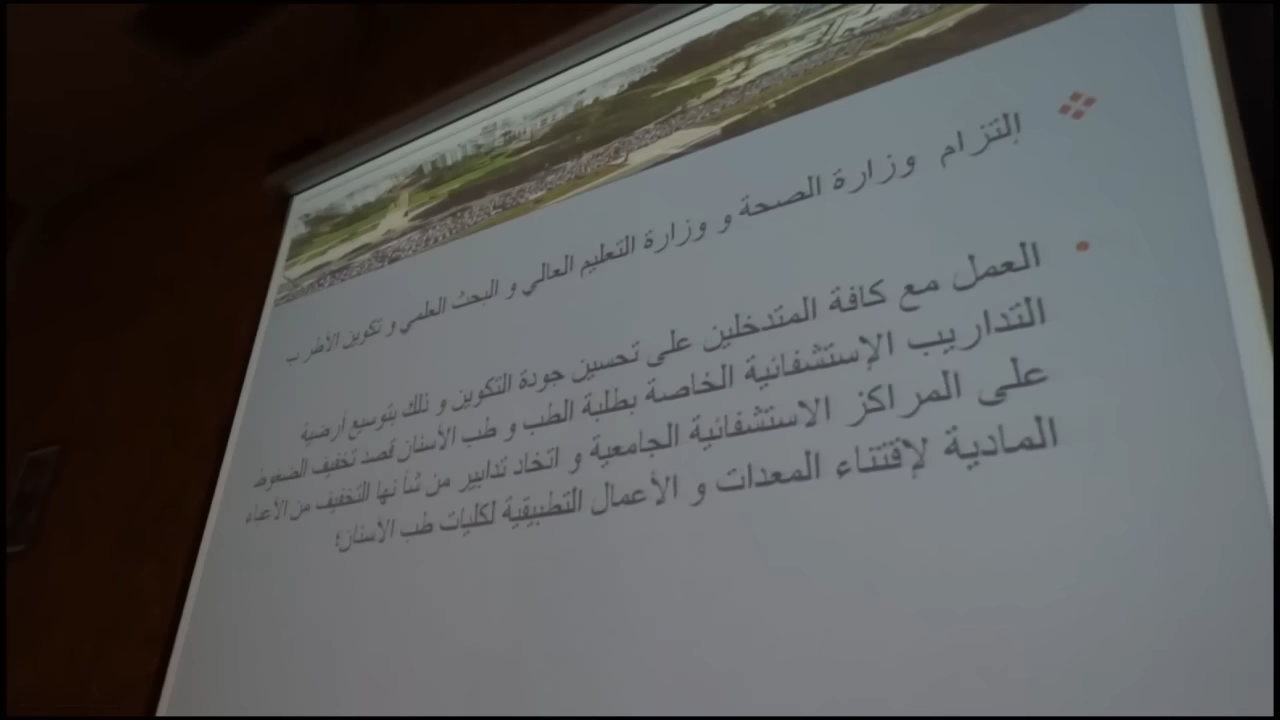 إلتزام وزارة الصحة و وزارة التعليم العالي و البحث العلمي و تكوين الأطر ب
العمل مع كافة المتدخلين على تحسين جودة التكوين و ذلك بتوسيع أرضية
التداريب الإستشفائية الخاصة بطلبة الطب و طب الأسنان قصد تخفيف الضغوط
على المراكز الاستشفائية الجامعية و اتخاد تدابير من شأنها التخفيف من الأعباء
المادية لإقتناء المعدات و الأعمال التطبيقية لكليات طب الأسنان؛